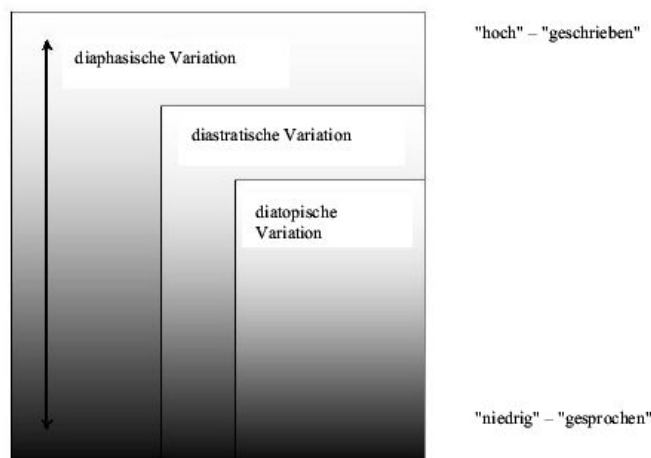 "hoch" – "geschrieben"
diaphasische Variation
diastratische Variation
diatopische
Variation
"niedrig" – "gesprochen"